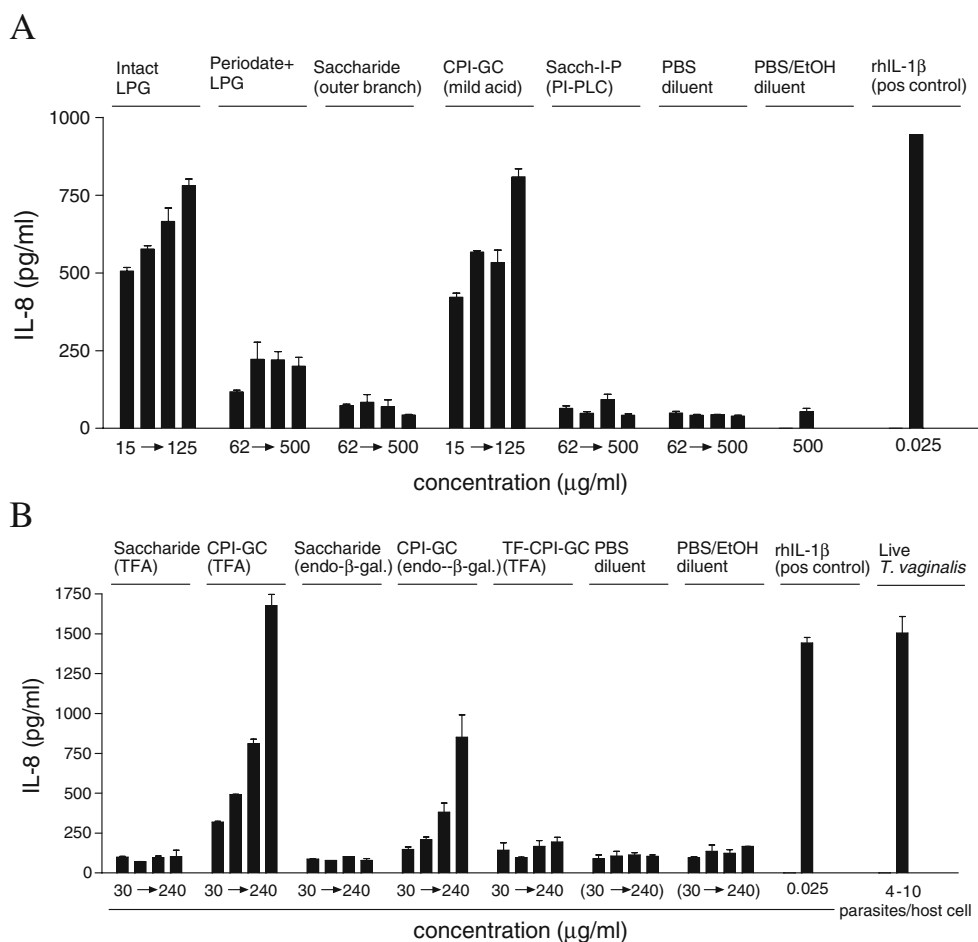 A
Intact Periodate+ Saccharide CPI-GC Sacch-I-P PBS PBS/EtOH rhIL-1β
LPG LPG (outer branch) (mild acid) (PI-PLC) diluent diluent (pos control)
1000
750
500
250
0
IL-8 (pg/ml)
15 → 125 62 → 500 62 → 500 15 → 125 62 → 500 62 → 500 500 0.025
concentration (μg/ml)
B
Saccharide CPI-GC Saccharide CPI-GC TF-CPI-GC PBS PBS/EtOH rhIL-1β Live
(TFA) (TFA) (endo-β-gal.) (endo--β-gal.) (TFA) diluent diluent (pos control) T. vaginalis
1750
1500
1250
1000
750
500
250
0
IL-8 (pg/ml)
30 → 240 30 → 240 30 → 240 30 → 240 30 → 240 (30 → 240) (30 → 240) 0.025 4-10
parasites/host cell
concentration (μg/ml)